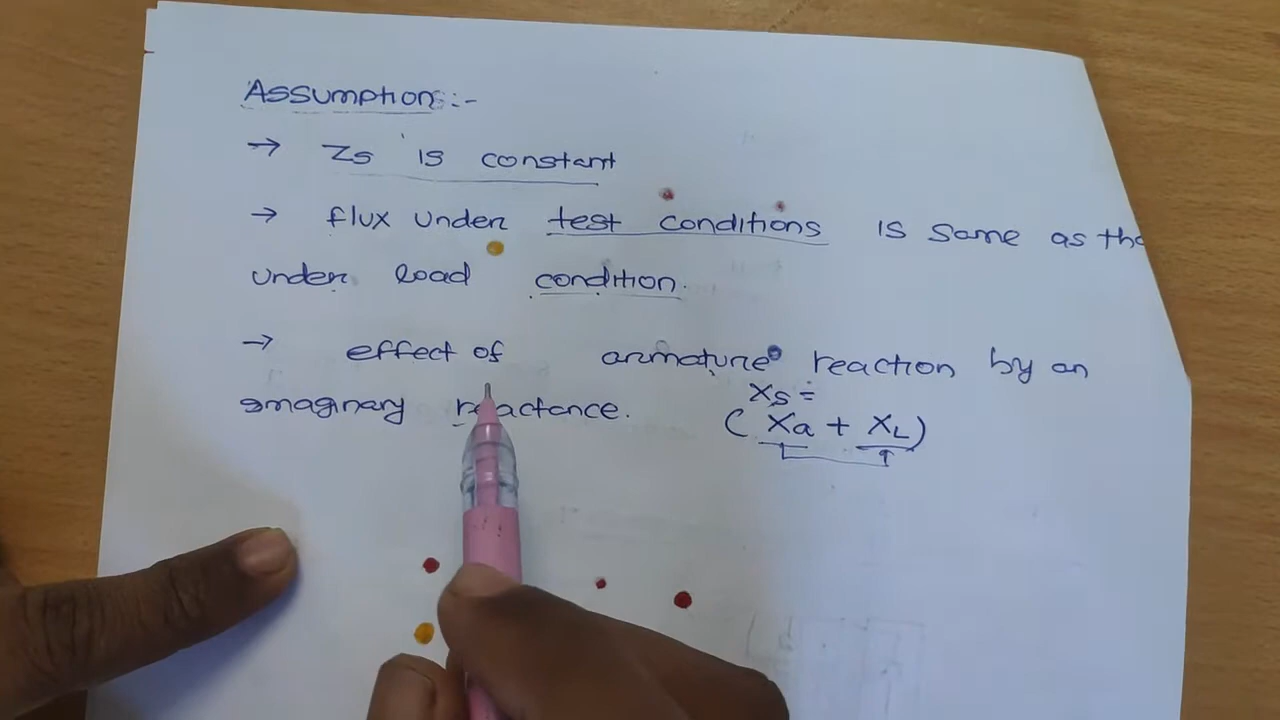 Assumption:-
→ Zs is constant
→ flux under test conditions is same as the
under load condition.
→ effect of armature reaction by an
imaginary reactance.
Xs =
(Xa + XL)